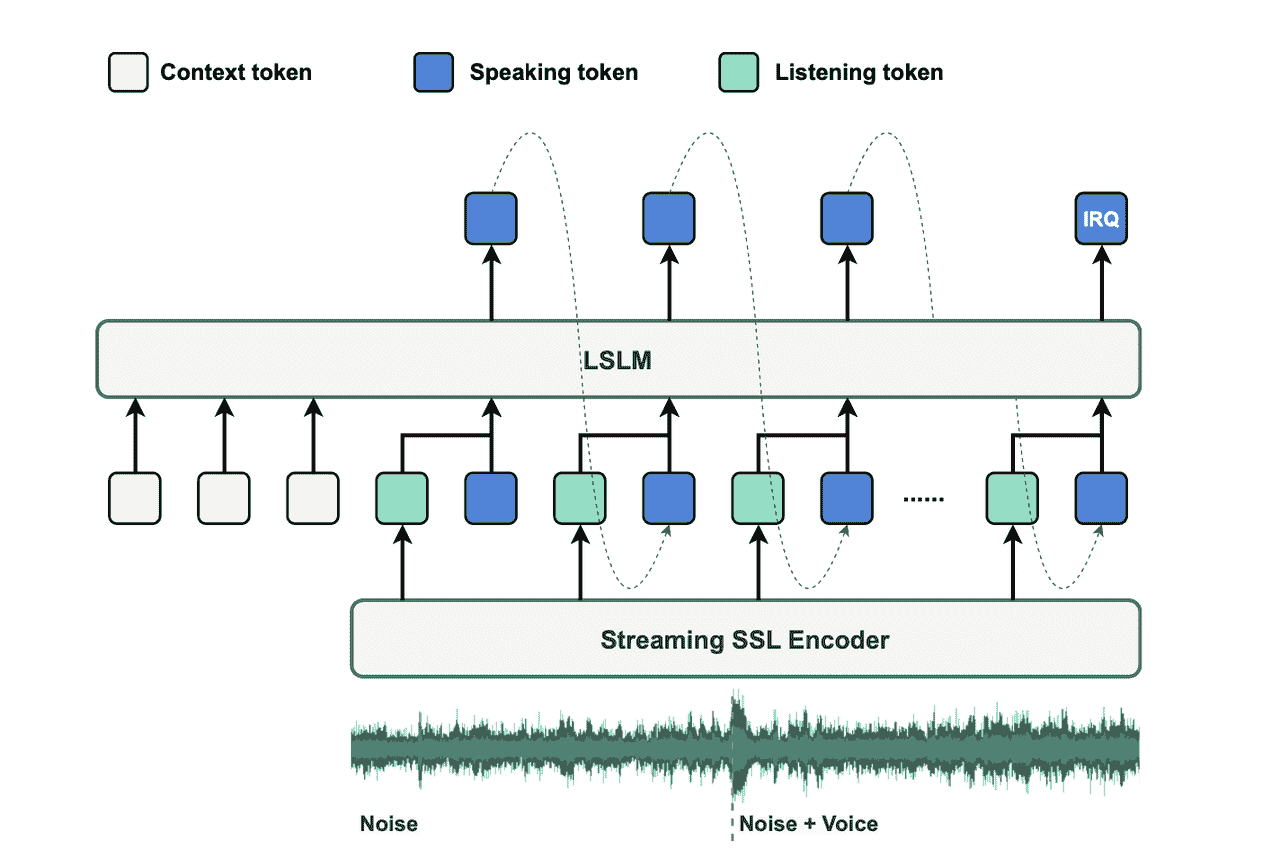 Context token
Speaking token
Listening token
IRQ
LSLM
......
Streaming SSL Encoder
Noise
Noise + Voice